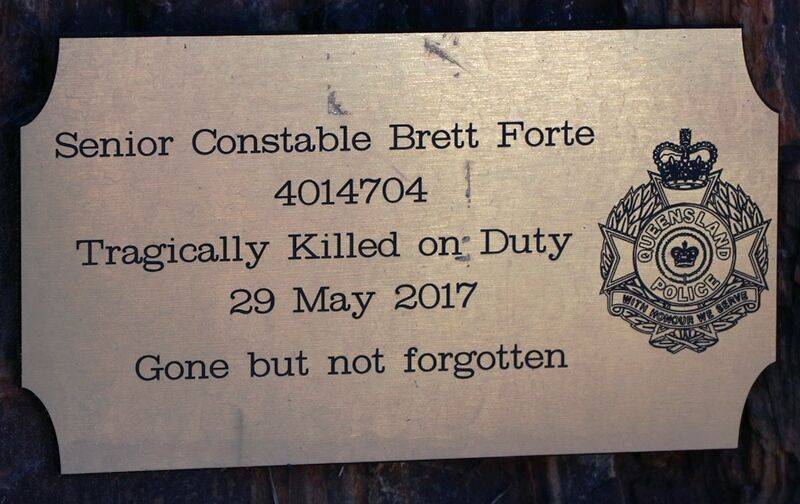 Senior Constable Brett Forte
4014704
Tragically Killed on Duty
29 May 2017
Gone but not forgotten
QUEENSLAND
POLICE
WITH HONOUR WE SERVE